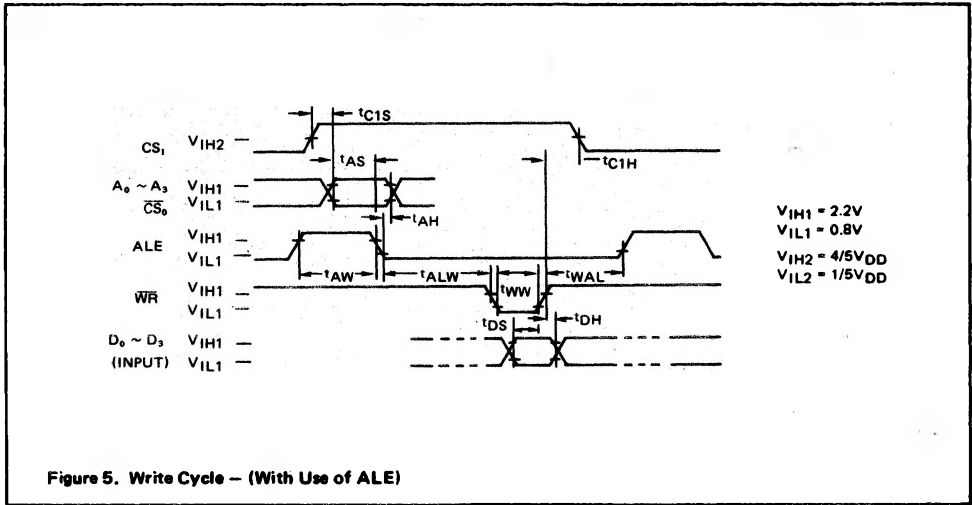 tC1S
CS1 VIH2
tAS
tC1H
A0 ~ A3 VIH1
CS0 VIL1
tAH
VIH1 = 2.2V
VIL1 = 0.8V
VIH2 = 4/5VDD
VIL2 = 1/5VDD
ALE VIH1
VIL1
tAW tALW tWW tWAL
WR VIH1
VIL1
tDS tDH
D0 ~ D3 VIH1
(INPUT) VIL1
Figure 5. Write Cycle – (With Use of ALE)